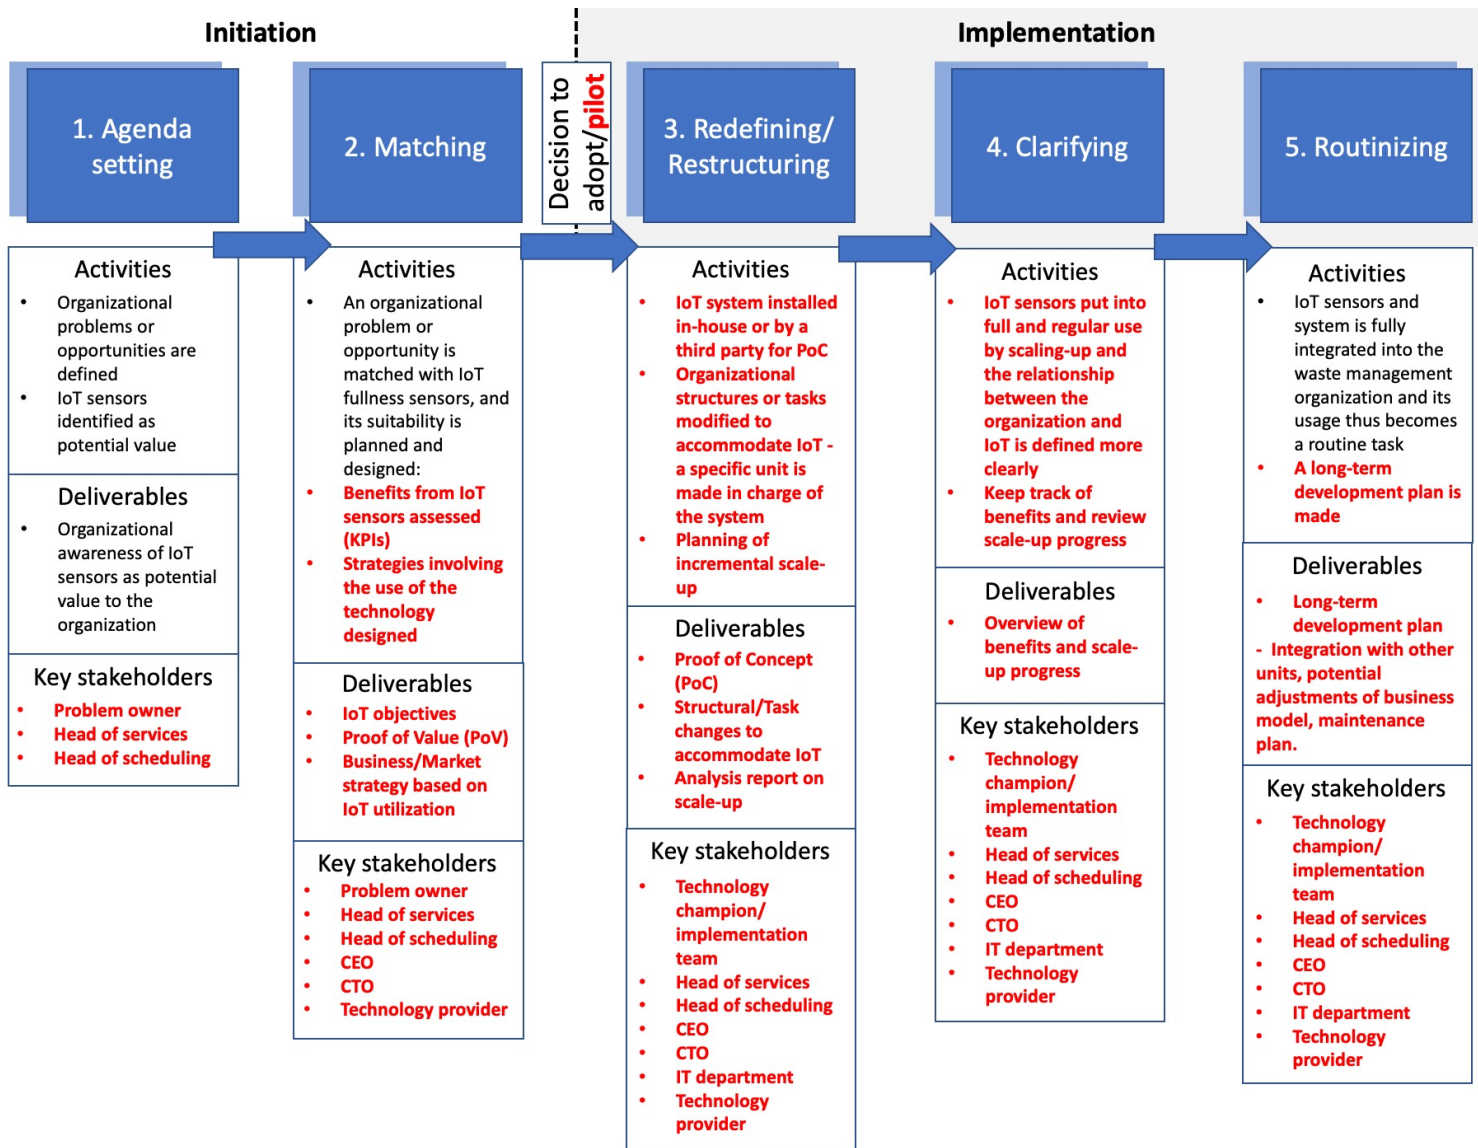 Initiation
Implementation
1. Agenda
setting
2. Matching
Decision to
adopt/pilot
3. Redefining/
Restructuring
4. Clarifying
5. Routinizing
Activities
• Organizational
problems or
opportunities are
defined
• IoT sensors
identified as
potential value
Deliverables
• Organizational
awareness of IoT
sensors as potential
value to the
organization
Key stakeholders
• Problem owner
• Head of services
• Head of scheduling
Activities
• An organizational
problem or
opportunity is
matched with IoT
fullness sensors, and
its suitability is
planned and
designed:
• Benefits from IoT
sensors assessed
(KPIs)
• Strategies involving
the use of the
technology
designed
Deliverables
• IoT objectives
• Proof of Value (PoV)
• Business/Market
strategy based on
IoT utilization
Key stakeholders
• Problem owner
• Head of services
• Head of scheduling
• CEO
• CTO
• Technology provider
Activities
• IoT system installed
in-house or by a
third party for PoC
• Organizational
structures or tasks
modified to
accommodate IoT -
a specific unit is
made in charge of
the system
• Planning of
incremental scale-
up
Deliverables
• Proof of Concept
(PoC)
• Structural/Task
changes to
accommodate IoT
• Analysis report on
scale-up
Key stakeholders
• Technology
champion/
implementation
team
• Head of services
• Head of scheduling
• CEO
• CTO
• IT department
• Technology
provider
Activities
• IoT sensors put into
full and regular use
by scaling-up and
the relationship
between the
organization and
IoT is defined more
clearly
• Keep track of
benefits and review
scale-up progress
Deliverables
• Overview of
benefits and scale-
up progress
Key stakeholders
• Technology
champion/
implementation
team
• Head of services
• Head of scheduling
• CEO
• CTO
• IT department
• Technology
provider
Activities
• IoT sensors and
system is fully
integrated into the
waste management
organization and its
usage thus becomes
a routine task
• A long-term
development plan is
made
Deliverables
• Long-term
development plan
- Integration with other
units, potential
adjustments of business
model, maintenance
plan.
Key stakeholders
• Technology
champion/
implementation
team
• Head of services
• Head of scheduling
• CEO
• CTO
• IT department
• Technology
provider